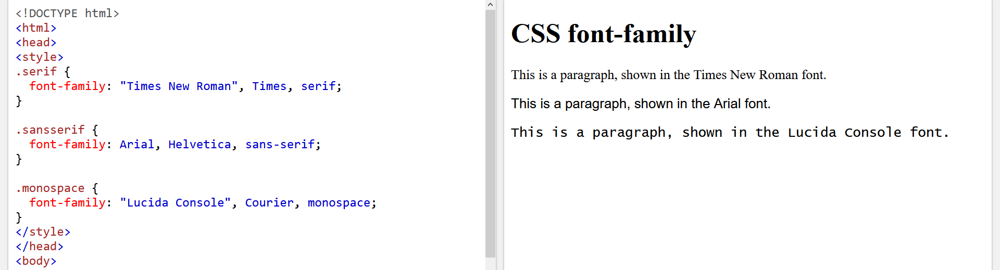 <!DOCTYPE html>
<html>
<head>
<style>
.serif {
  font-family: "Times New Roman", Times, serif;
}

.sansserif {
  font-family: Arial, Helvetica, sans-serif;
}

.monospace {
  font-family: "Lucida Console", Courier, monospace;
}
</style>
</head>
<body>
CSS font-family
This is a paragraph, shown in the Times New Roman font.
This is a paragraph, shown in the Arial font.
This is a paragraph, shown in the Lucida Console font.